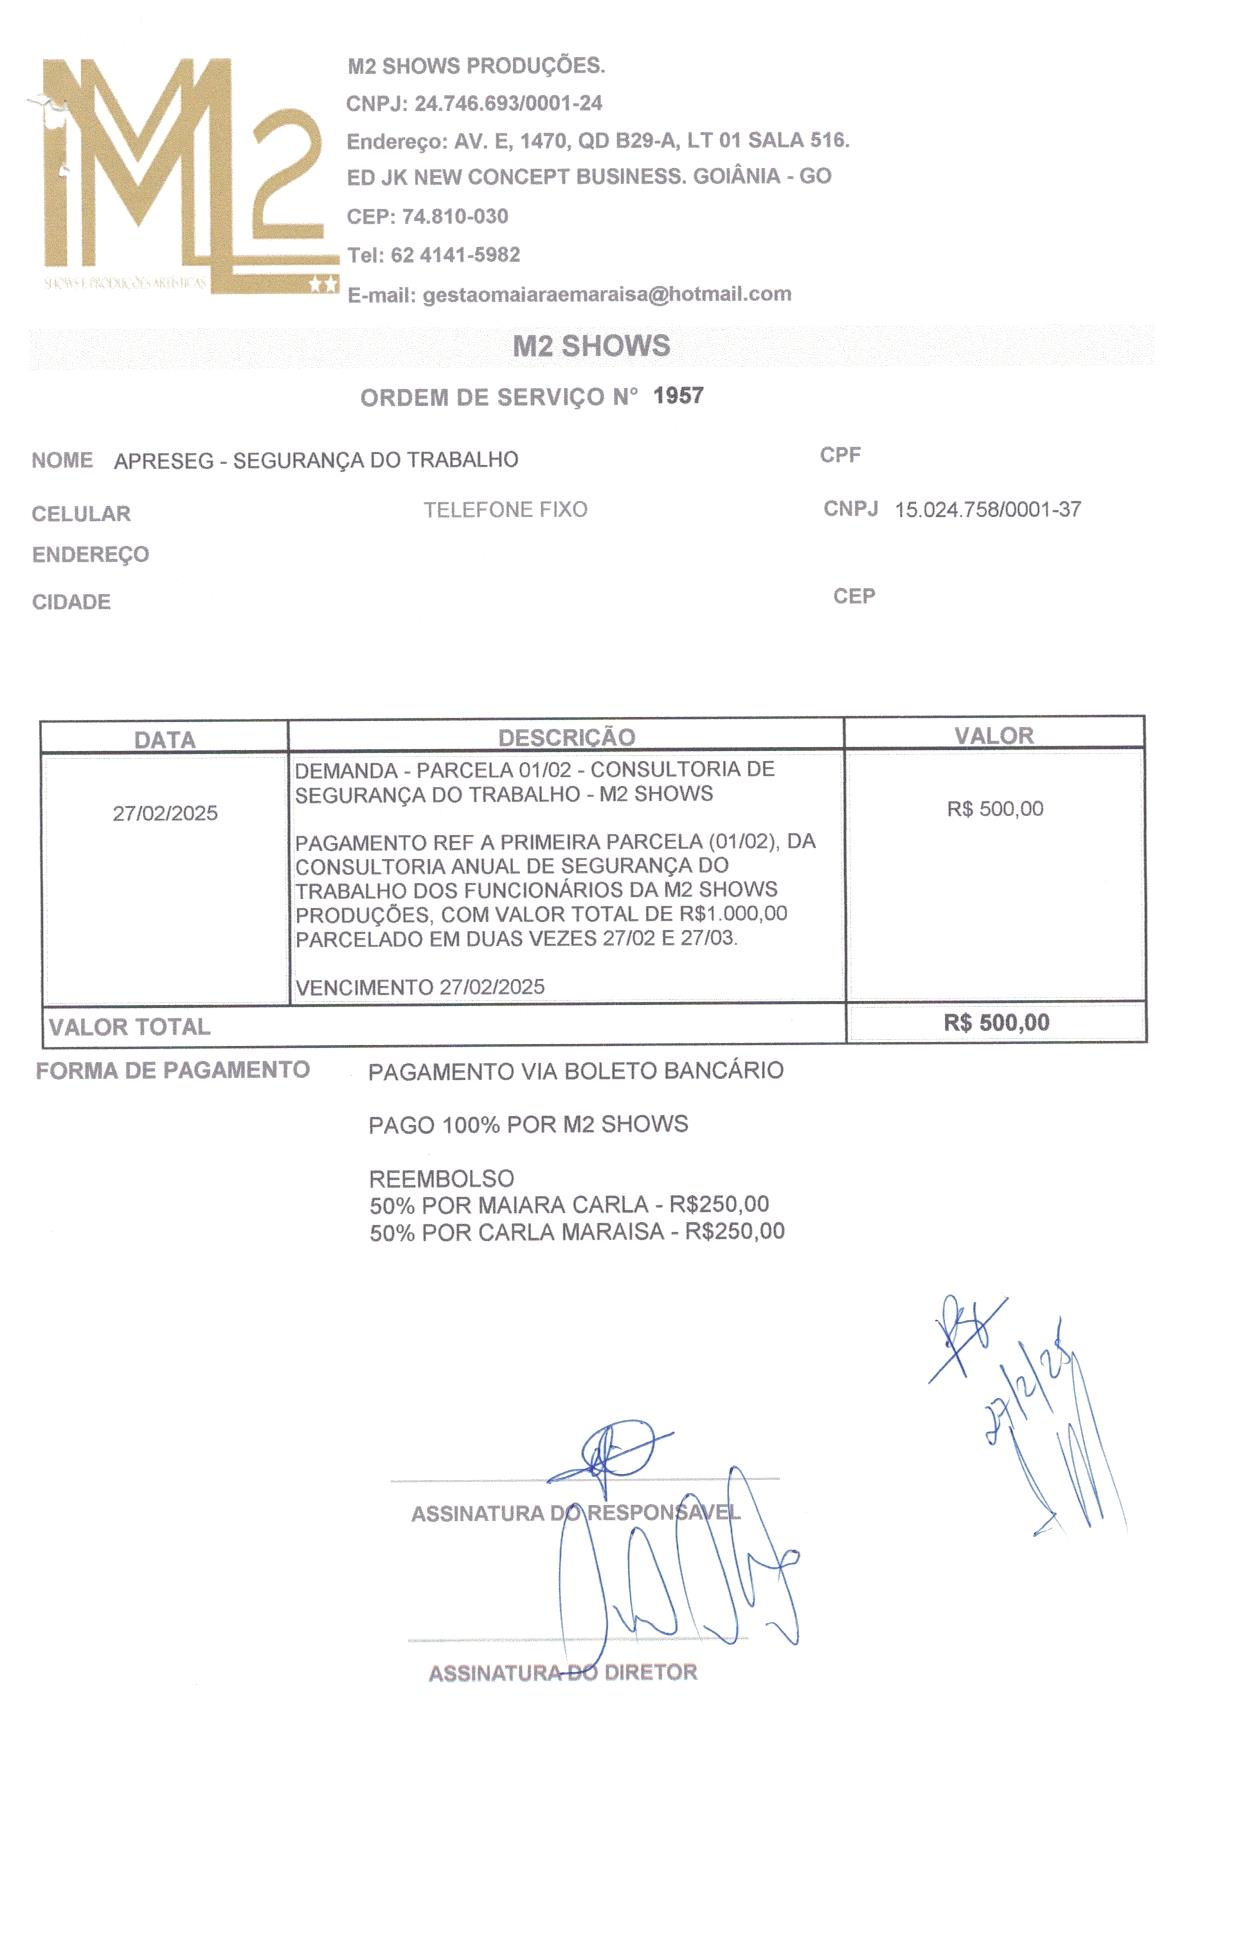 M2 SHOWS PRODUÇÕES.
CNPJ: 24.746.693/0001-24
Endereço: AV. E, 1470, QD B29-A, LT 01 SALA 516.
ED JK NEW CONCEPT BUSINESS. GOIÂNIA - GO
CEP: 74.810-030
Tel: 62 4141-5982
E-mail: gestaomaiaraemaraisa@hotmail.com
M2
SHOWS E PRODUÇÕES ARTÍSTICAS
M2 SHOWS
ORDEM DE SERVIÇO N° 1957
NOME APRESEG - SEGURANÇA DO TRABALHO CPF
CELULAR TELEFONE FIXO CNPJ 15.024.758/0001-37
ENDEREÇO
CIDADE CEP
DATA DESCRIÇÃO VALOR
DEMANDA - PARCELA 01/02 - CONSULTORIA DE
SEGURANÇA DO TRABALHO - M2 SHOWS
27/02/2025 R$ 500,00
PAGAMENTO REF A PRIMEIRA PARCELA (01/02), DA
CONSULTORIA ANUAL DE SEGURANÇA DO
TRABALHO DOS FUNCIONÁRIOS DA M2 SHOWS
PRODUÇÕES, COM VALOR TOTAL DE R$1.000,00
PARCELADO EM DUAS VEZES 27/02 E 27/03.
VENCIMENTO 27/02/2025
VALOR TOTAL R$ 500,00
FORMA DE PAGAMENTO PAGAMENTO VIA BOLETO BANCÁRIO
PAGO 100% POR M2 SHOWS
REEMBOLSO
50% POR MAIARA CARLA - R$250,00
50% POR CARLA MARAISA - R$250,00
27/2/25
ASSINATURA DO RESPONSAVEL
ASSINATURA DO DIRETOR